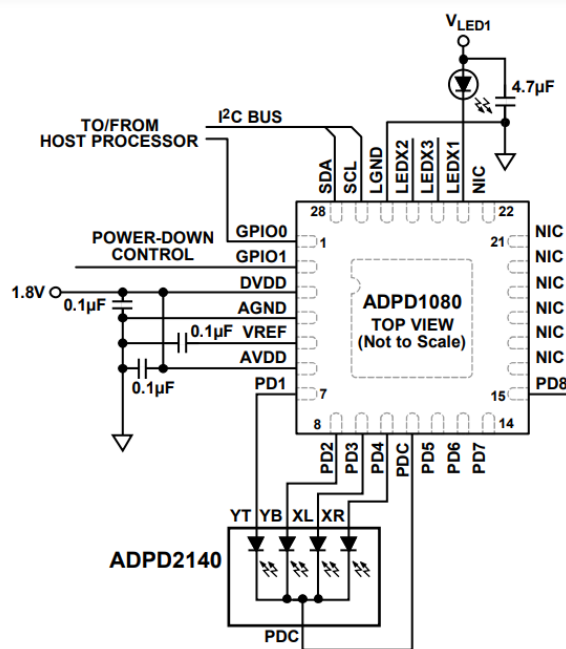 VLED1
4.7µF
I2C BUS
TO/FROM
HOST PROCESSOR
SDA
SCL
LGND
LEDX2
LEDX3
LEDX1
NIC
28
22
GPIO0
1
21
NIC
POWER-DOWN
CONTROL
GPIO1
NIC
1.8V
0.1µF
DVDD
NIC
AGND
NIC
0.1µF
VREF
NIC
0.1µF
AVDD
NIC
ADPD1080
TOP VIEW
(Not to Scale)
PD1
7
15
PD8
8
14
PD2
PD3
PD4
PDC
PD5
PD6
PD7
YT
YB
XL
XR
ADPD2140
PDC